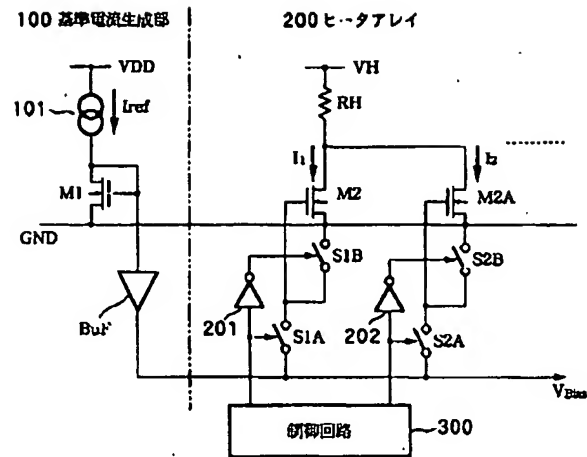 100 基準電流生成部
200 ヒータアレイ
VDD
VH
101
Iref
RH
I1
I2
M1
M2
M2A
GND
S1B
S2B
BuF
201
S1A
202
S2A
VBias
制御回路
300